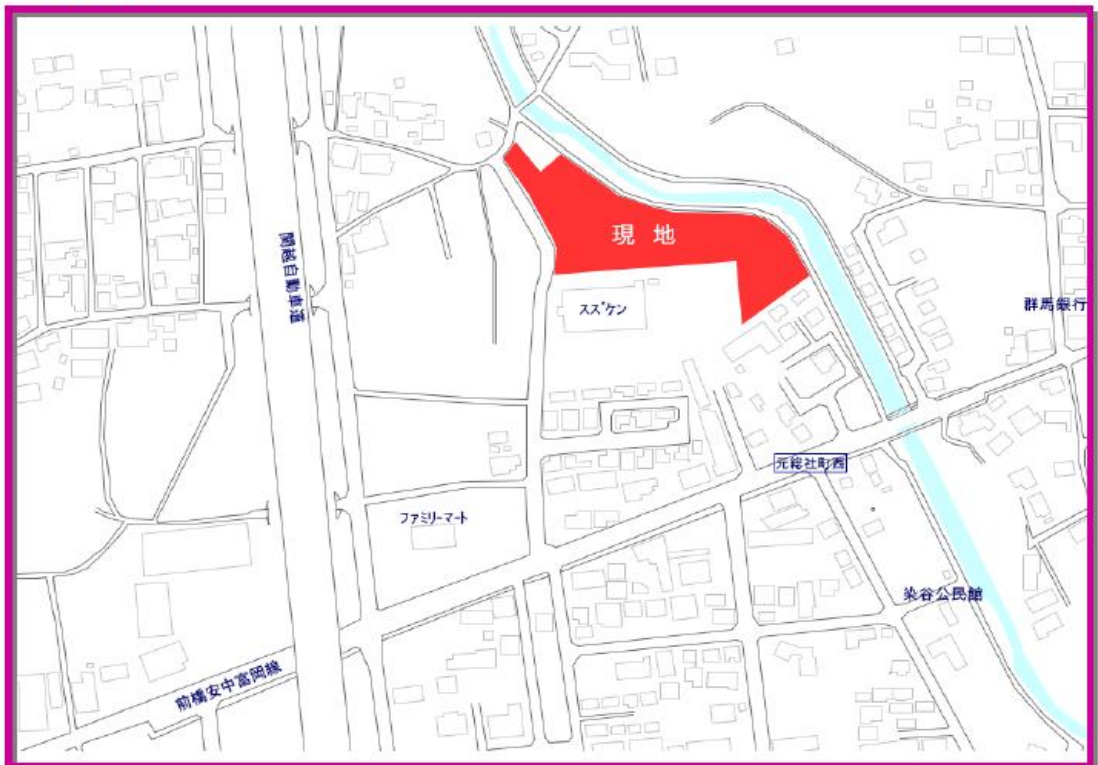 現 地
関越自動車道
スズケン
群馬銀行
元総社町西
ファミリーマート
染谷公民館
前橋安中富岡線